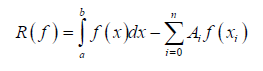 R(f) = ∫_a^b f(x)dx − ∑_{i=0}^n A_i f(x_i)